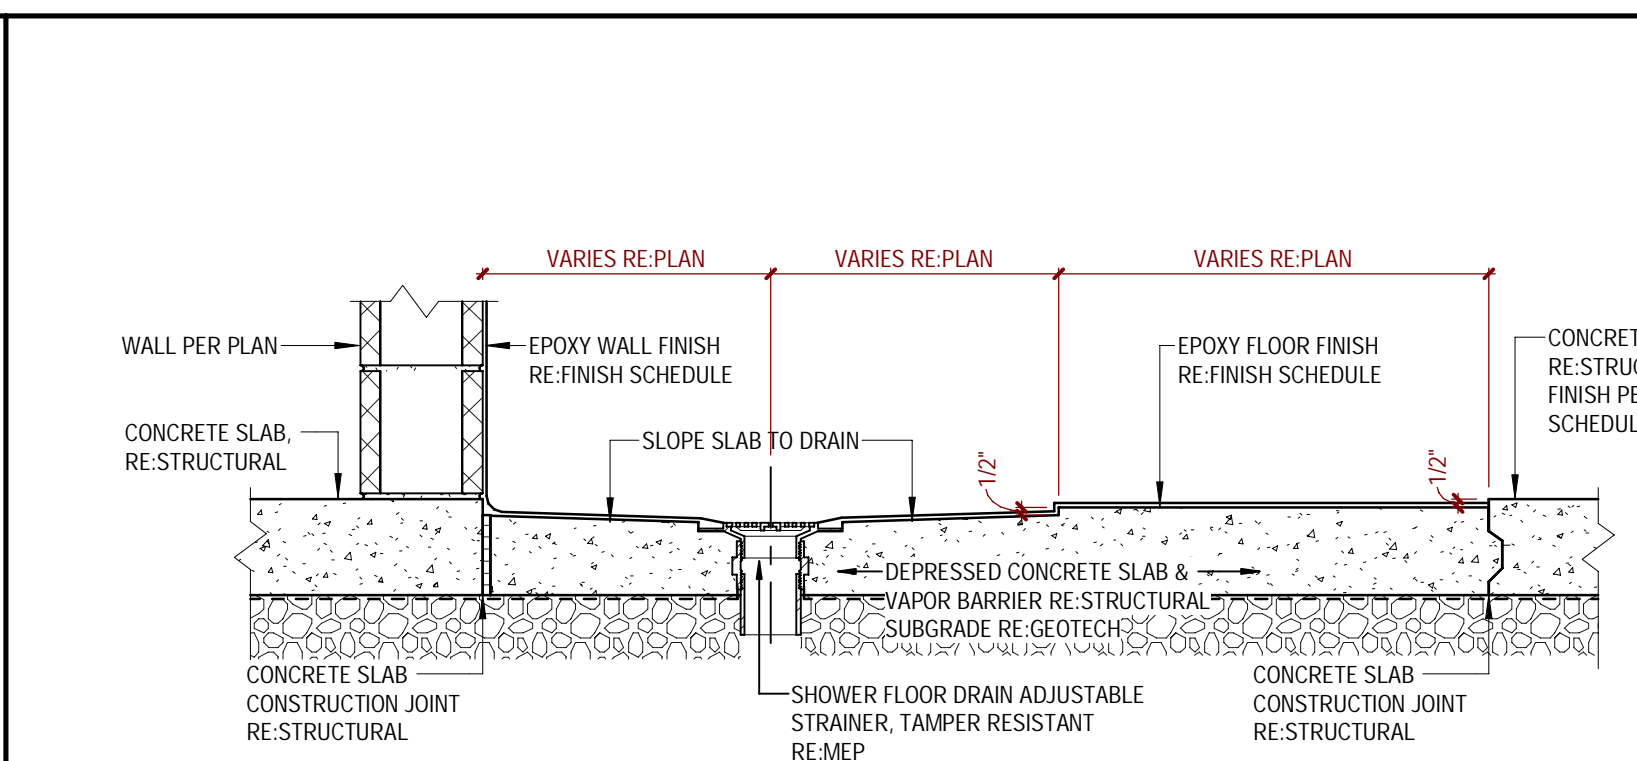 VARIES RE:PLAN
VARIES RE:PLAN
VARIES RE:PLAN
WALL PER PLAN
EPOXY WALL FINISH
RE:FINISH SCHEDULE
EPOXY FLOOR FINISH
RE:FINISH SCHEDULE
FINISH
CONCRETE SLAB,
RE:STRUCTURAL
SLOPE SLAB TO DRAIN
1/2"
1/2"
DEPRESSED CONCRETE SLAB &
VAPOR BARRIER RE:STRUCTURAL
SUBGRADE RE:GEOTECH
CONCRETE SLAB
CONSTRUCTION JOINT
RE:STRUCTURAL
SHOWER FLOOR DRAIN ADJUSTABLE
STRAINER, TAMPER RESISTANT
RE:MEP
CONCRETE SLAB
CONSTRUCTION JOINT
RE:STRUCTURAL